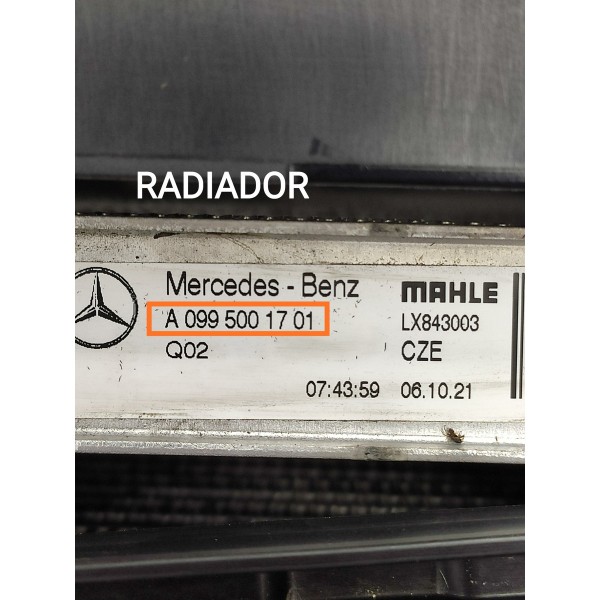 RADIADOR
Mercedes - Benz
MAHLE
A 099 500 17 01
LX843003
Q02
CZE
07:43:59 06.10.21